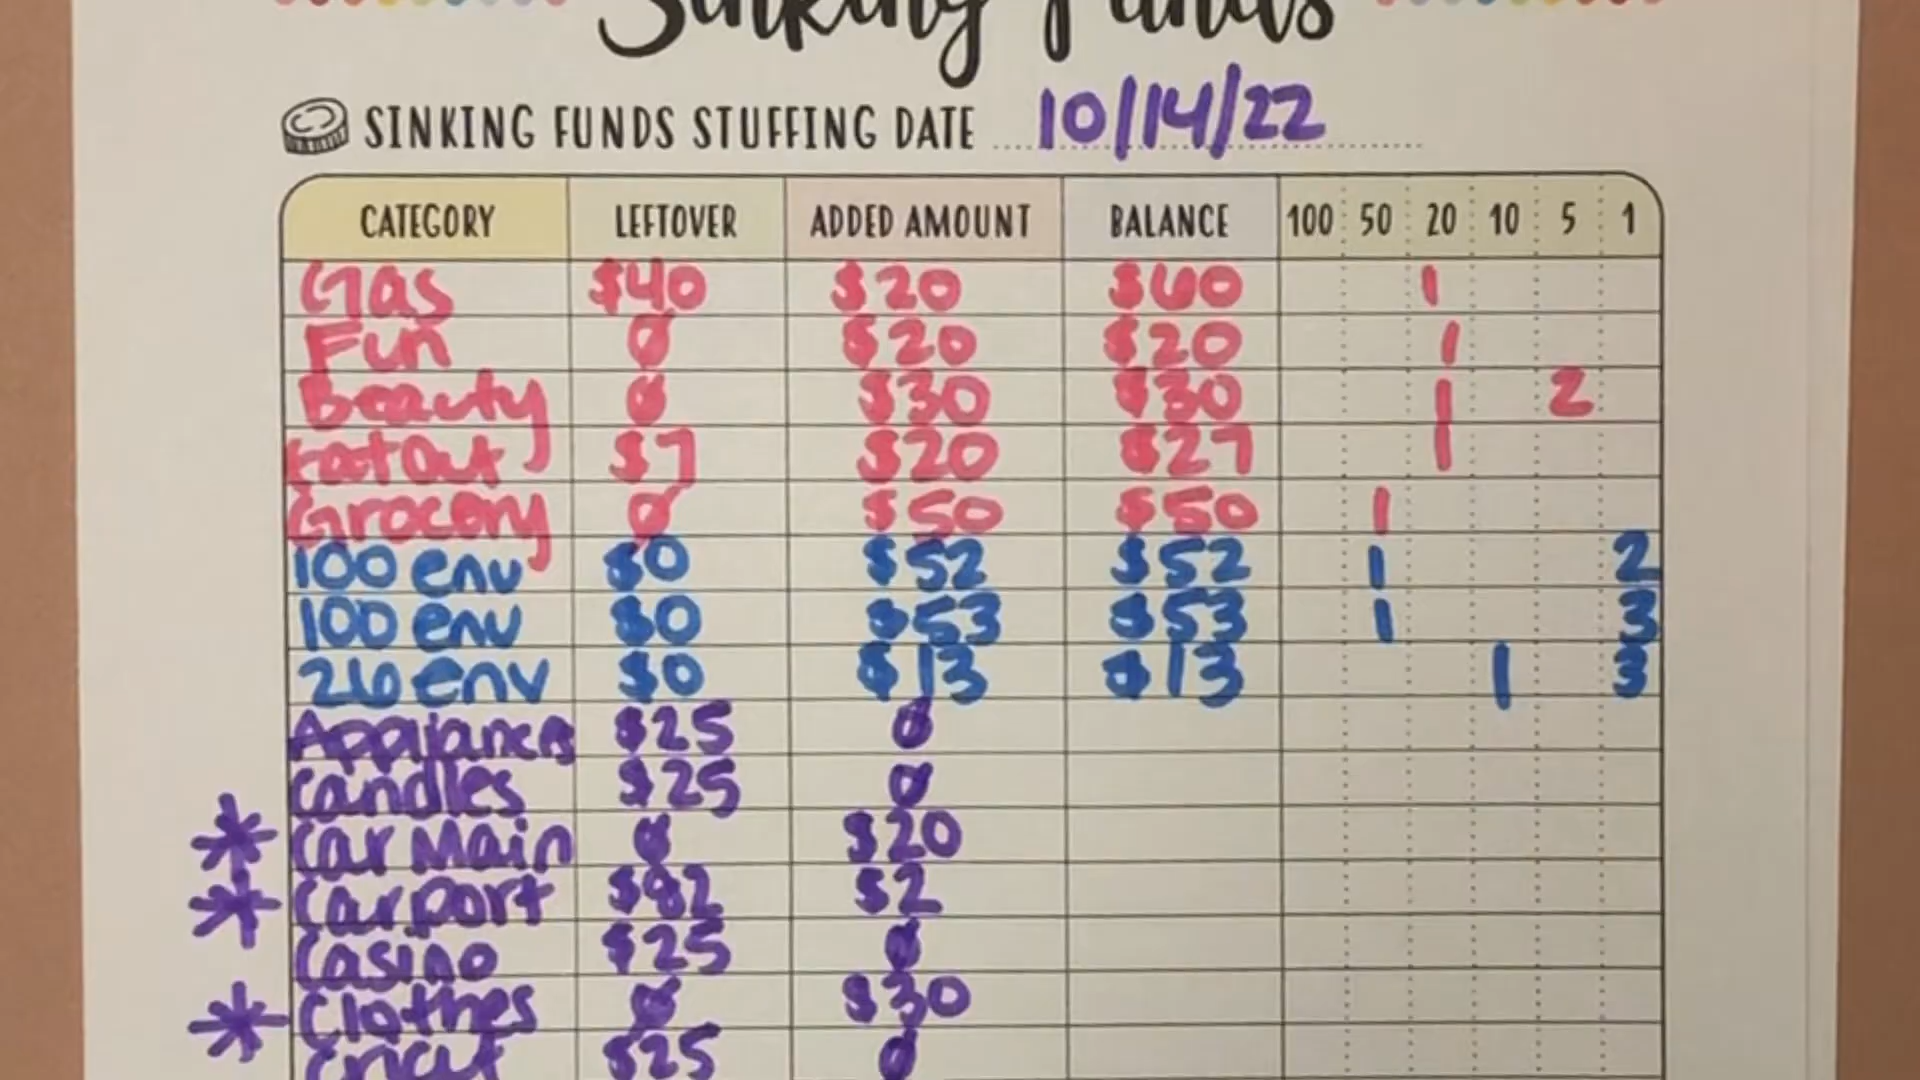 Sinking Funds
SINKING FUNDS STUFFING DATE 10/14/22
CATEGORY LEFTOVER ADDED AMOUNT BALANCE 100 50 20 10 5 1
Gas $40 $20 $60 1
Fun 0 $20 $20 1
Beauty 0 $30 $30 1 2
Eat Out $7 $20 $27 1
Grocery 0 $50 $50 1
100 env $0 $52 $52 1 2
100 env $0 $53 $53 1 3
26 env $0 $13 $13 1 3
Appliances $25 0
Candles $25 0
* Car Main 0 $20
* Carport $82 $2
Casino $25 0
* Clothes 0 $30
Cricut $25 0